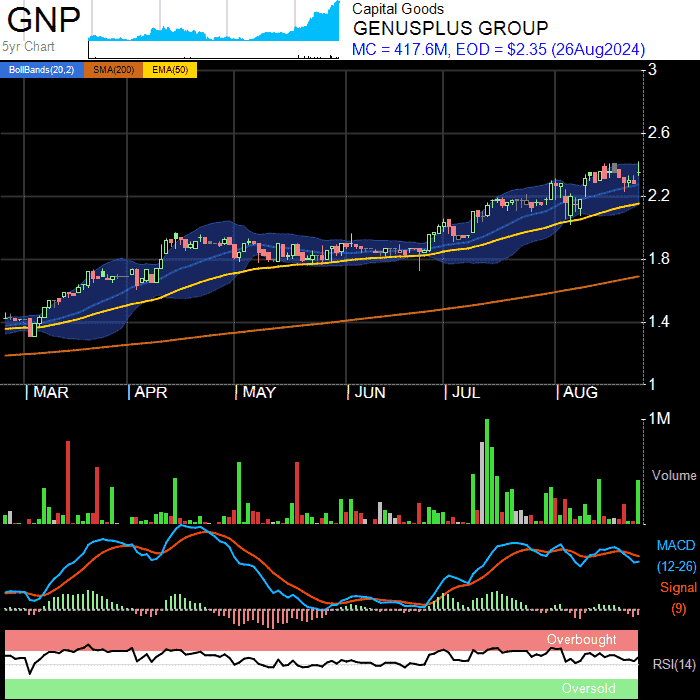 GNP
5yr Chart
Capital Goods
GENUSPLUS GROUP
MC = 417.6M, EOD = $2.35 (26Aug2024)
BollBands(20,2) SMA(200) EMA(50)
3
2.6
2.2
1.8
1.4
1
MAR APR MAY JUN JUL AUG
1M
Volume
MACD
(12-26)
Signal
(9)
Overbought
RSI(14)
Oversold